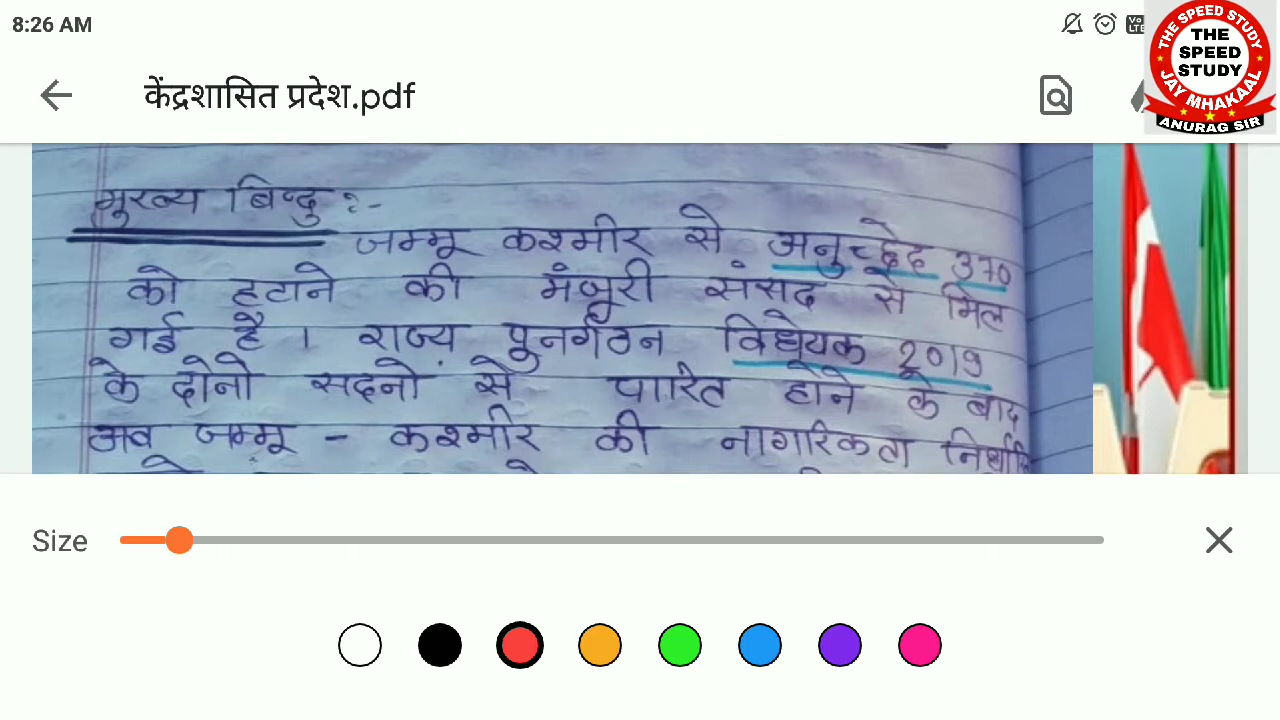 8:26 AM
केंद्रशासित प्रदेश.pdf
THE SPEED STUDY
THE
SPEED
STUDY
JAY MHAKAAL
ANURAG SIR
मुख्य बिन्दु :-
जम्मू कश्मीर से अनुच्छेद 370
को हटाने की मंजूरी संसद से मिल
गई है । राज्य पुनर्गठन विधेयक 2019
के दोनो सदनों से पारित होने के बाद
अब जम्मू - कश्मीर की नागरिकता
Size